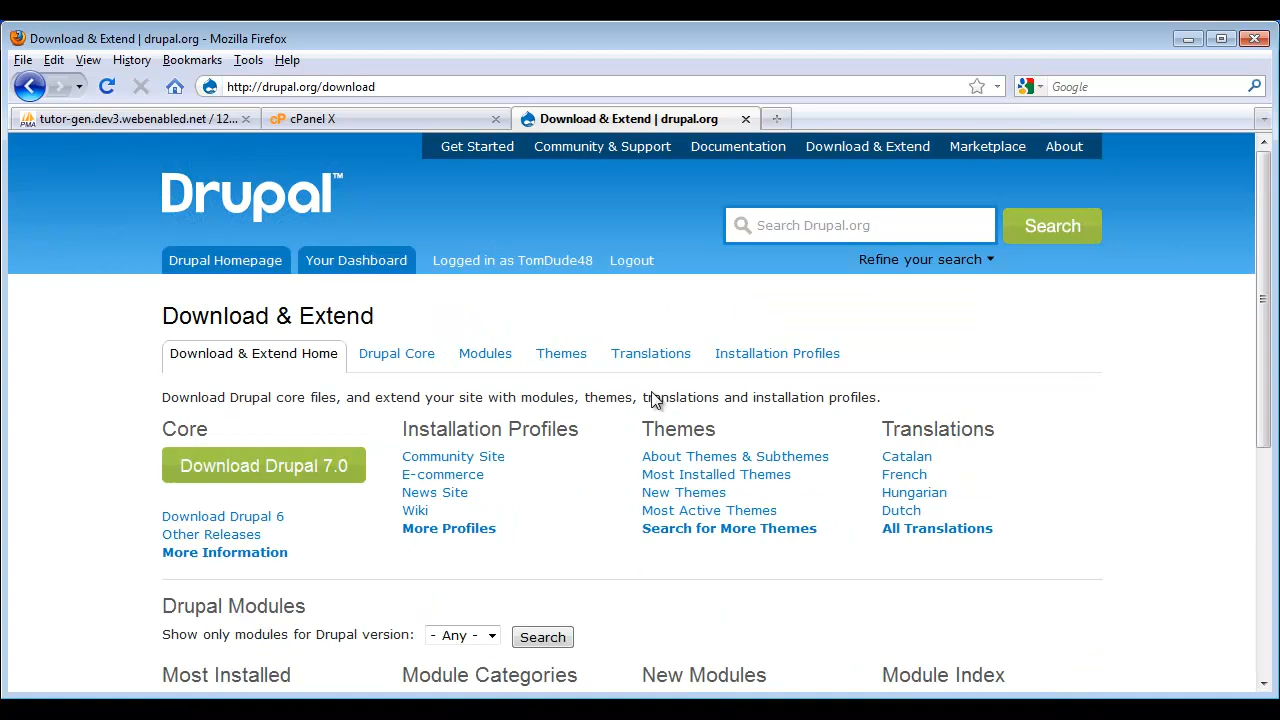 Download & Extend | drupal.org - Mozilla Firefox
File Edit View History Bookmarks Tools Help
http://drupal.org/download
Google
PMA tutor-gen.dev3.webenabled.net / 12...
cP cPanel X
Download & Extend | drupal.org
Get Started Community & Support Documentation Download & Extend Marketplace About
Drupal™
Search Drupal.org
Search
Drupal Homepage Your Dashboard Logged in as TomDude48 Logout
Refine your search
Download & Extend
Download & Extend Home Drupal Core Modules Themes Translations Installation Profiles
Download Drupal core files, and extend your site with modules, themes, translations and installation profiles.
Core
Download Drupal 7.0
Download Drupal 6
Other Releases
More Information
Installation Profiles
Community Site
E-commerce
News Site
Wiki
More Profiles
Themes
About Themes & Subthemes
Most Installed Themes
New Themes
Most Active Themes
Search for More Themes
Translations
Catalan
French
Hungarian
Dutch
All Translations
Drupal Modules
Show only modules for Drupal version: - Any - Search
Most Installed
Module Categories
New Modules
Module Index